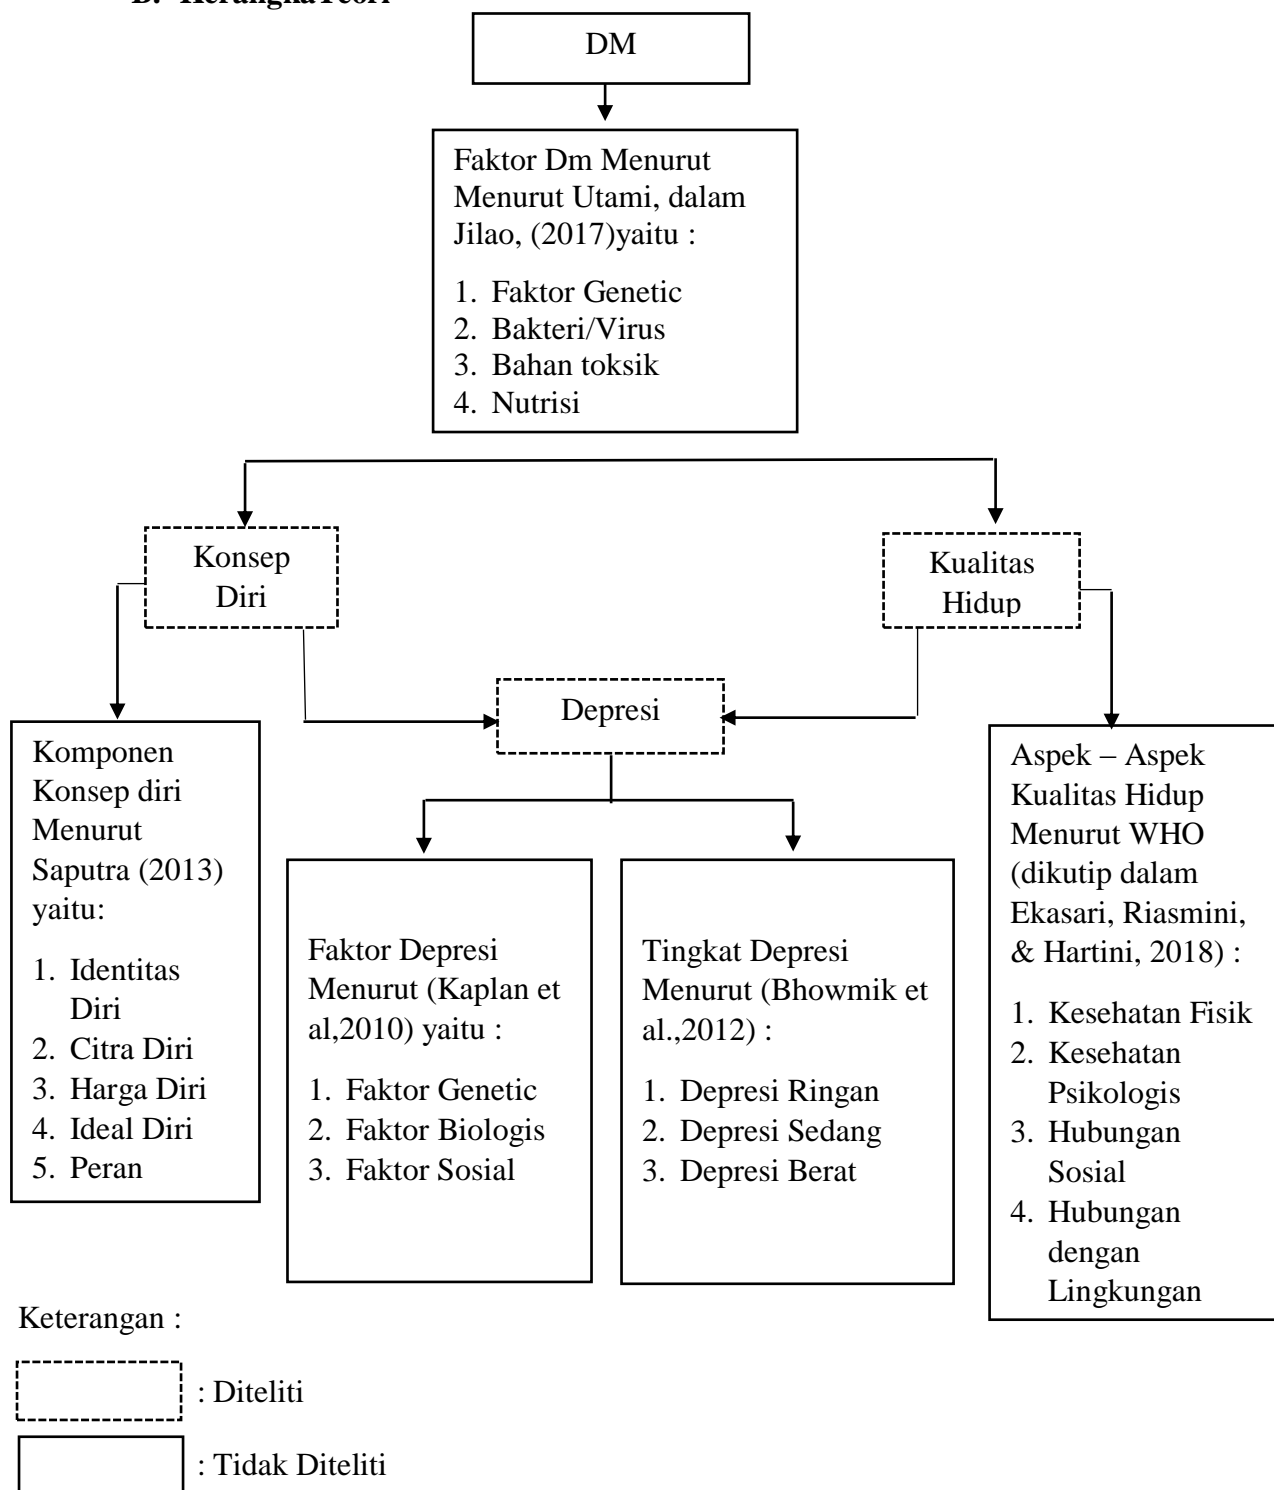 B. KerangkaTeori
DM
Faktor Dm Menurut
Menurut Utami, dalam
Jilao, (2017)yaitu :
1. Faktor Genetic
2. Bakteri/Virus
3. Bahan toksik
4. Nutrisi
Konsep
Diri
Kualitas
Hidup
Depresi
Komponen
Konsep diri
Menurut
Saputra (2013)
yaitu:
1. Identitas
Diri
2. Citra Diri
3. Harga Diri
4. Ideal Diri
5. Peran
Faktor Depresi
Menurut (Kaplan et
al,2010) yaitu :
1. Faktor Genetic
2. Faktor Biologis
3. Faktor Sosial
Tingkat Depresi
Menurut (Bhowmik et
al.,2012) :
1. Depresi Ringan
2. Depresi Sedang
3. Depresi Berat
Aspek – Aspek
Kualitas Hidup
Menurut WHO
(dikutip dalam
Ekasari, Riasmini,
& Hartini, 2018) :
1. Kesehatan Fisik
2. Kesehatan
Psikologis
3. Hubungan
Sosial
4. Hubungan
dengan
Lingkungan
Keterangan :
: Diteliti
: Tidak Diteliti